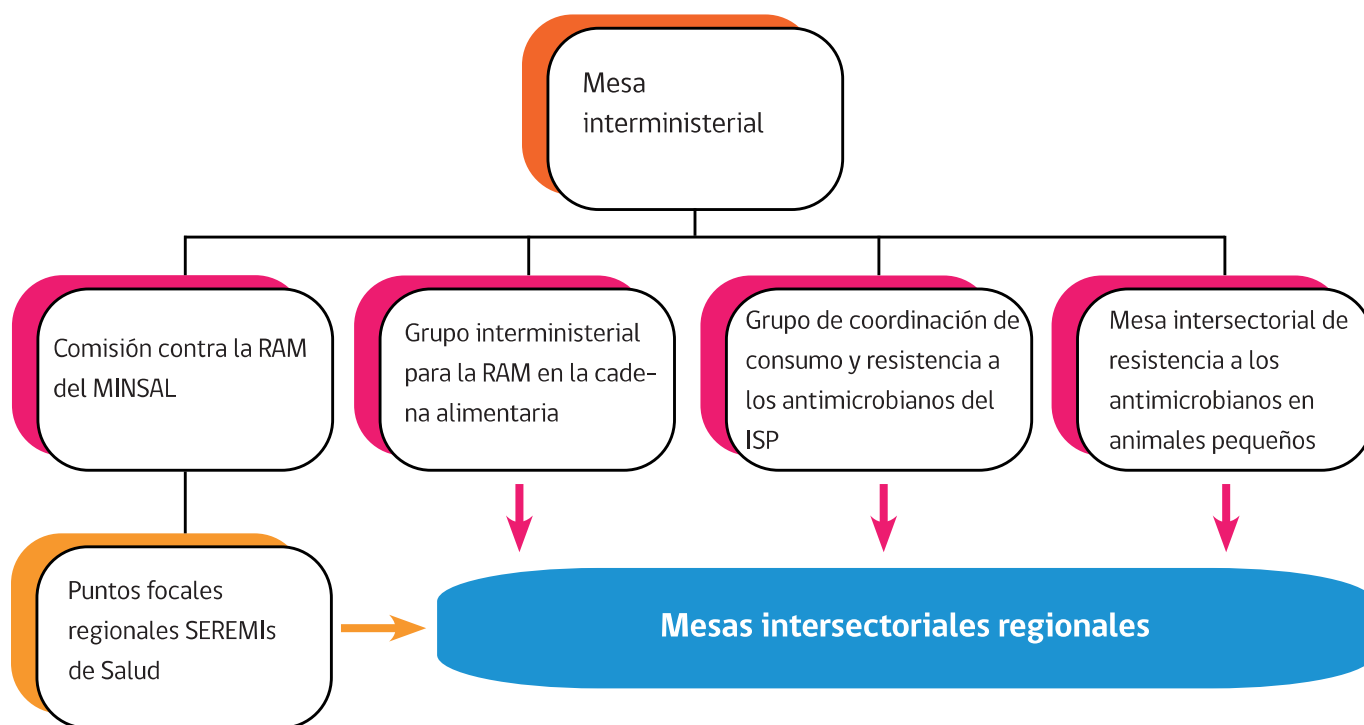 Mesa
interministerial
Comisión contra la RAM
del MINSAL
Grupo interministerial
para la RAM en la cade-
na alimentaria
Grupo de coordinación de
consumo y resistencia a
los antimicrobianos del
ISP
Mesa intersectorial de
resistencia a los
antimicrobianos en
animales pequeños
Puntos focales
regionales SEREMIs
de Salud
Mesas intersectoriales regionales